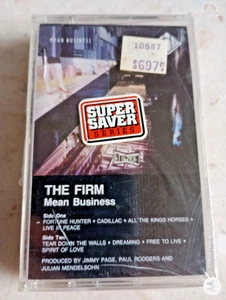 MEAN BUSINESS
10887
$6.97
SUPER
SAVER
SERIES
THE FIRM
Mean Business
Side One
FORTUNE HUNTER • CADILLAC • ALL THE KINGS HORSES •
LIVE IN PEACE
Side Two
TEAR DOWN THE WALLS • DREAMING • FREE TO LIVE •
SPIRIT OF LOVE
PRODUCED BY JIMMY PAGE, PAUL RODGERS AND
JULIAN MENDELSOHN